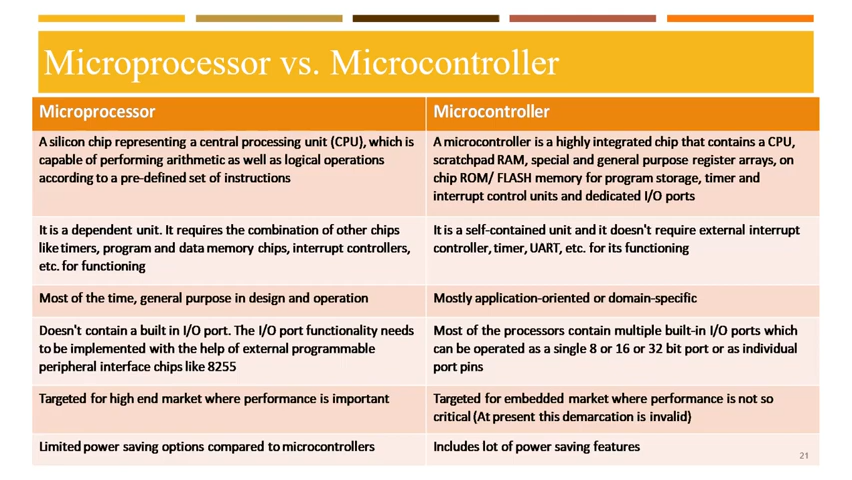 Microprocessor vs. Microcontroller
Microprocessor
Microcontroller
A silicon chip representing a central processing unit (CPU), which is
capable of performing arithmetic as well as logical operations
according to a pre-defined set of instructions
A microcontroller is a highly integrated chip that contains a CPU,
scratchpad RAM, special and general purpose register arrays, on
chip ROM/ FLASH memory for program storage, timer and
interrupt control units and dedicated I/O ports
It is a dependent unit. It requires the combination of other chips
like timers, program and data memory chips, interrupt controllers,
etc. for functioning
It is a self-contained unit and it doesn't require external interrupt
controller, timer, UART, etc. for its functioning
Most of the time, general purpose in design and operation
Mostly application-oriented or domain-specific
Doesn't contain a built in I/O port. The I/O port functionality needs
to be implemented with the help of external programmable
peripheral interface chips like 8255
Most of the processors contain multiple built-in I/O ports which
can be operated as a single 8 or 16 or 32 bit port or as individual
port pins
Targeted for high end market where performance is important
Targeted for embedded market where performance is not so
critical (At present this demarcation is invalid)
Limited power saving options compared to microcontrollers
Includes lot of power saving features
21